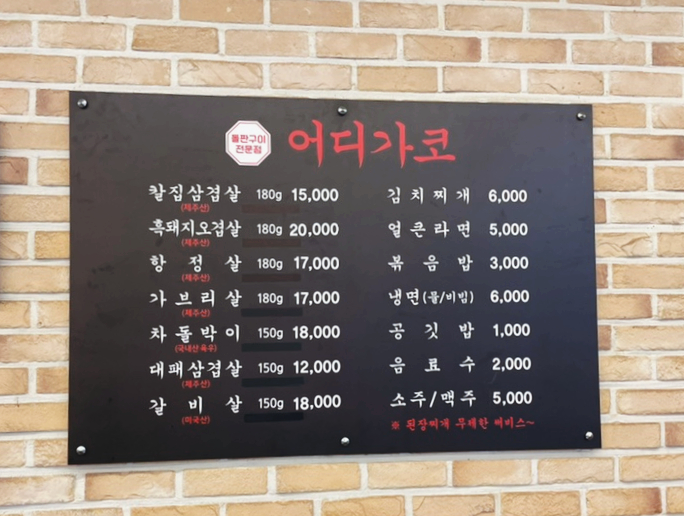 돌판구이
전문점
어디가코
칼집삼겹살 180g 15,000
(제주산)
흑돼지오겹살 180g 20,000
(제주산)
항정살 180g 17,000
(제주산)
가브리살 180g 17,000
(제주산)
차돌박이 150g 18,000
(국내산 육우)
대패삼겹살 150g 12,000
(제주산)
갈비살 150g 18,000
(미국산)
김치찌개 6,000
얼큰라면 5,000
볶음밥 3,000
냉면(물/비빔) 6,000
공깃밥 1,000
음료수 2,000
소주/맥주 5,000
※ 된장찌개 무제한 써비스~